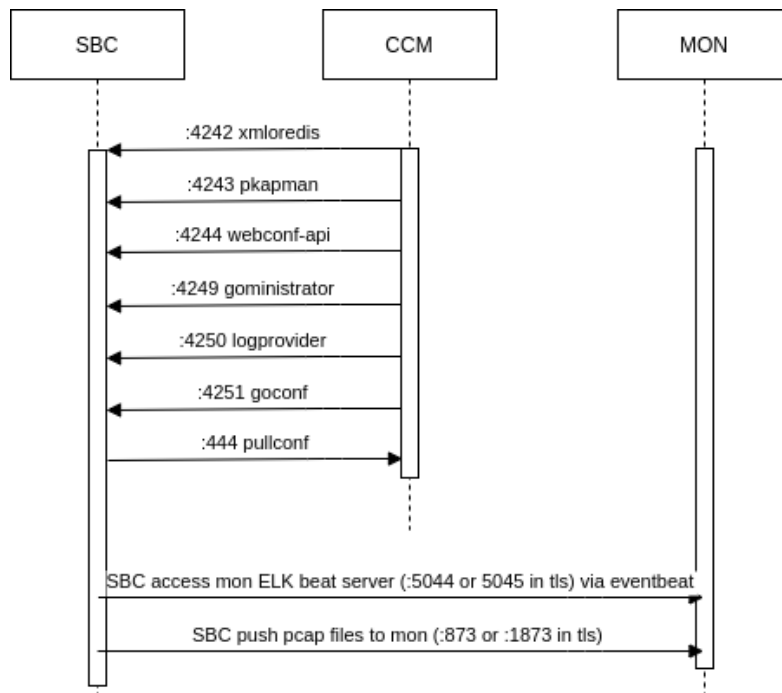 SBC
CCM
MON
:4242 xmloredis
:4243 pkapman
:4244 webconf-api
:4249 goministrator
:4250 logprovider
:4251 goconf
:444 pullconf
SBC access mon ELK beat server (:5044 or 5045 in tls) via eventbeat
SBC push pcap files to mon (:873 or :1873 in tls)